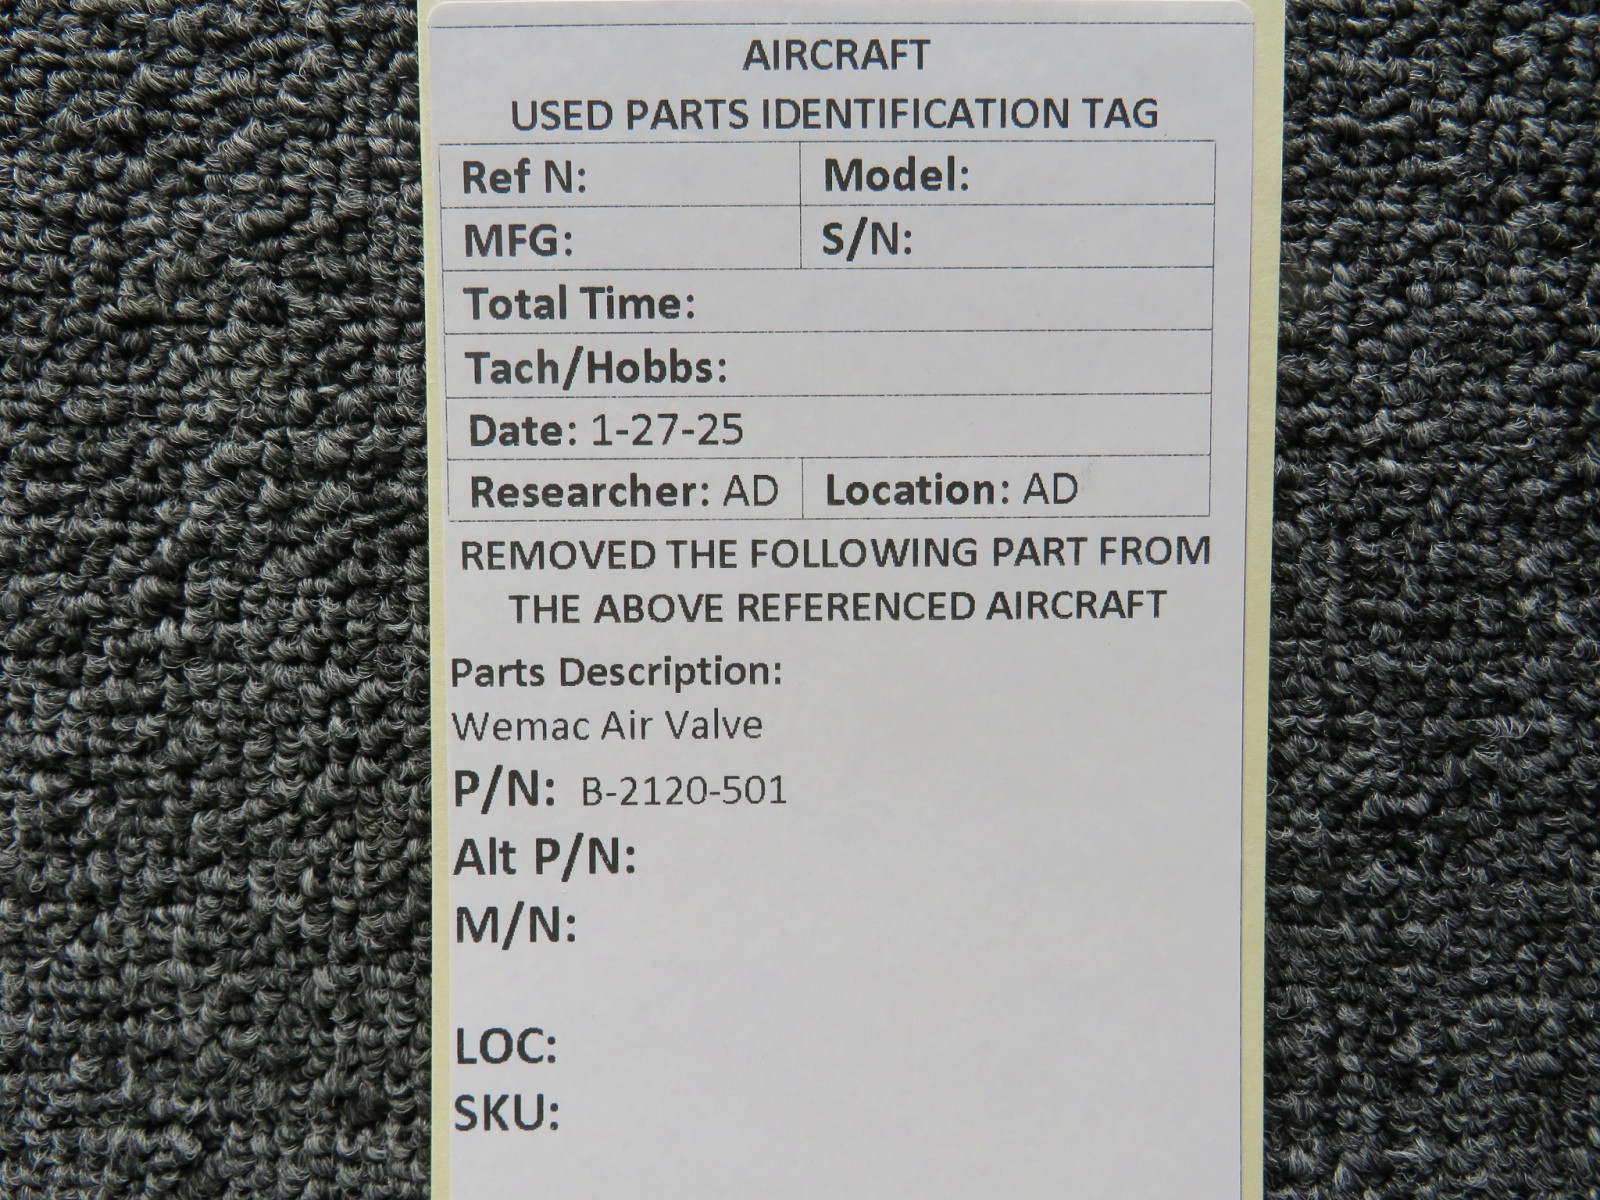 AIRCRAFT
USED PARTS IDENTIFICATION TAG
Ref N: Model:
MFG: S/N:
Total Time:
Tach/Hobbs:
Date: 1-27-25
Researcher: AD Location: AD
REMOVED THE FOLLOWING PART FROM
THE ABOVE REFERENCED AIRCRAFT
Parts Description:
Wemac Air Valve
P/N: B-2120-501
Alt P/N:
M/N:
LOC:
SKU: